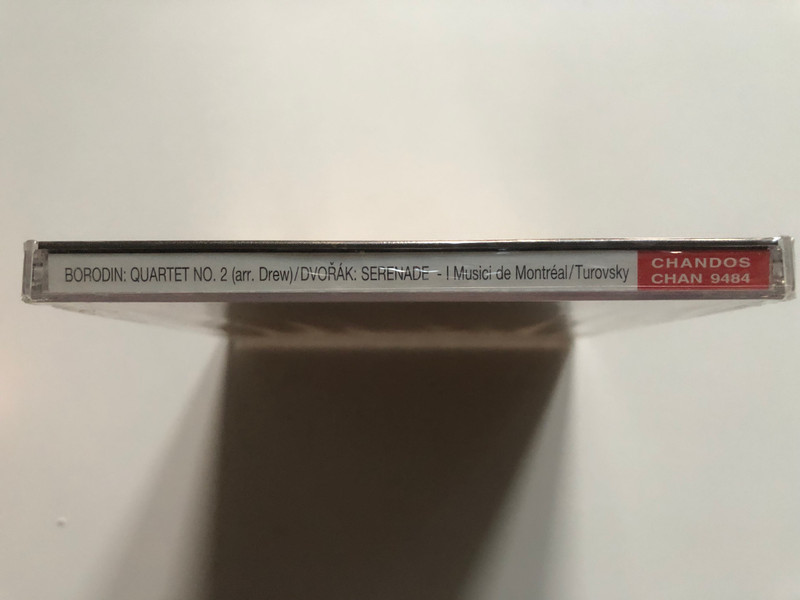 BORODIN: QUARTET NO. 2 (arr. Drew)/DVOŘÁK: SERENADE - I Musici de Montréal/Turovsky
CHANDOS
CHAN 9484